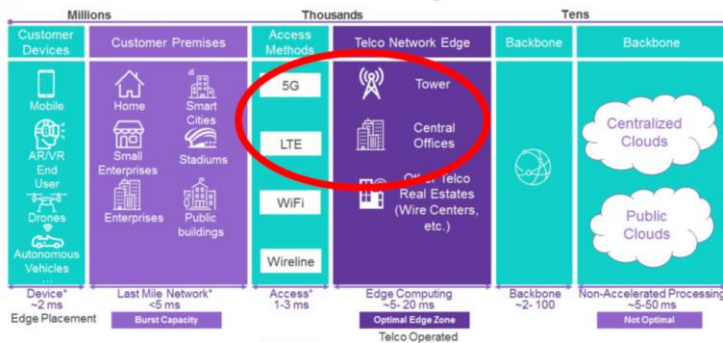 Millions
Thousands
Tens
Customer
Devices
Customer Premises
Access
Methods
Telco Network Edge
Backbone
Backbone
Mobile
AR/VR
End
User
Drones
Autonomous
Vehicles
...
Home
Smart
Cities
Small
Enterprises
Stadiums
Enterprises
Public
buildings
5G
LTE
WiFi
Wireline
Tower
Central
Offices
Other Telco
Real Estates
(Wire Centers,
etc.)
Centralized
Clouds
Public
Clouds
Device*
~2 ms
Last Mile Network*
<5 ms
Access*
1-3 ms
Edge Computing
~5- 20 ms
Backbone
~2- 100
Non-Accelerated Processing
~5-50 ms
Edge Placement
Burst Capacity
Optimal Edge Zone
Not Optimal
Telco Operated